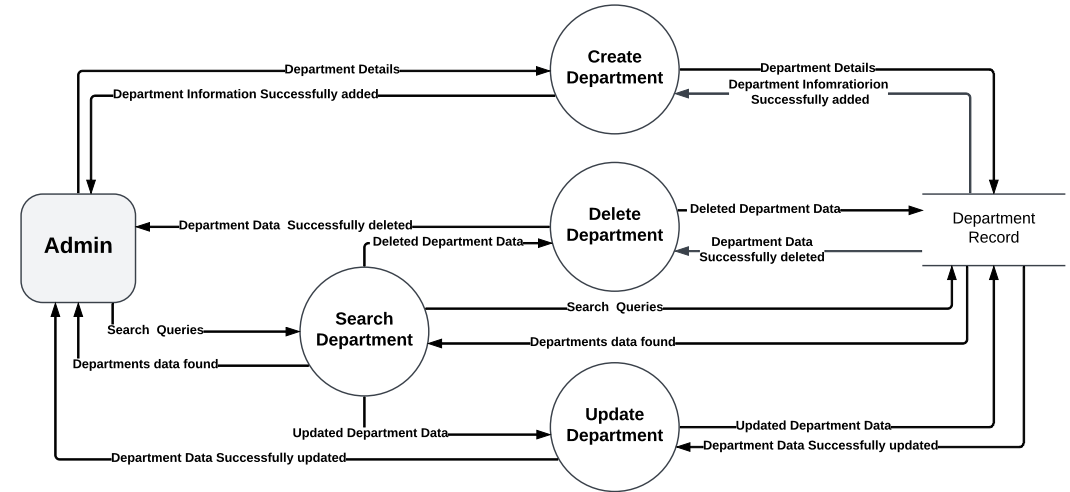 Create
Department
Department Details
Department Details
Department Information Successfully added
Department Infomratiorion
Successfully added
Admin
Delete
Department
Department
Record
Deleted Department Data
Department Data  Successfully deleted
Deleted Department Data
Department Data
Successfully deleted
Search
Department
Search  Queries
Search  Queries
Departments data found
Departments data found
Update
Department
Updated Department Data
Updated Department Data
Department Data Successfully updated
Department Data Successfully updated